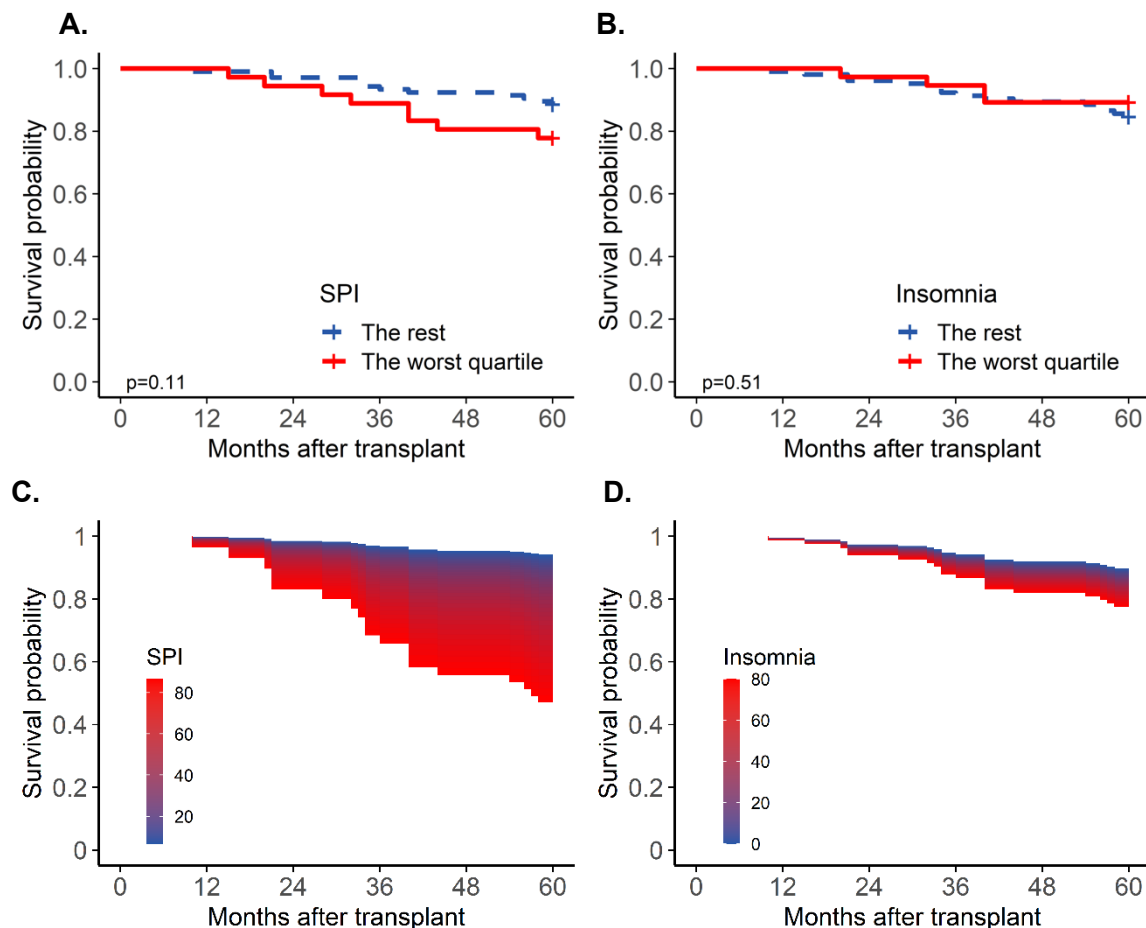 A.
Survival probability
1.0
0.8
0.6
0.4
0.2
0.0
SPI
The rest
The worst quartile
p=0.11
0 12 24 36 48 60
Months after transplant
B.
Survival probability
1.0
0.8
0.6
0.4
0.2
0.0
Insomnia
The rest
The worst quartile
p=0.51
0 12 24 36 48 60
Months after transplant
C.
Survival probability
1
0.8
0.6
0.4
0.2
0
SPI
80
60
40
20
0 12 24 36 48 60
Months after transplant
D.
Survival probability
1
0.8
0.6
0.4
0.2
0
Insomnia
80
60
40
20
0
0 12 24 36 48 60
Months after transplant